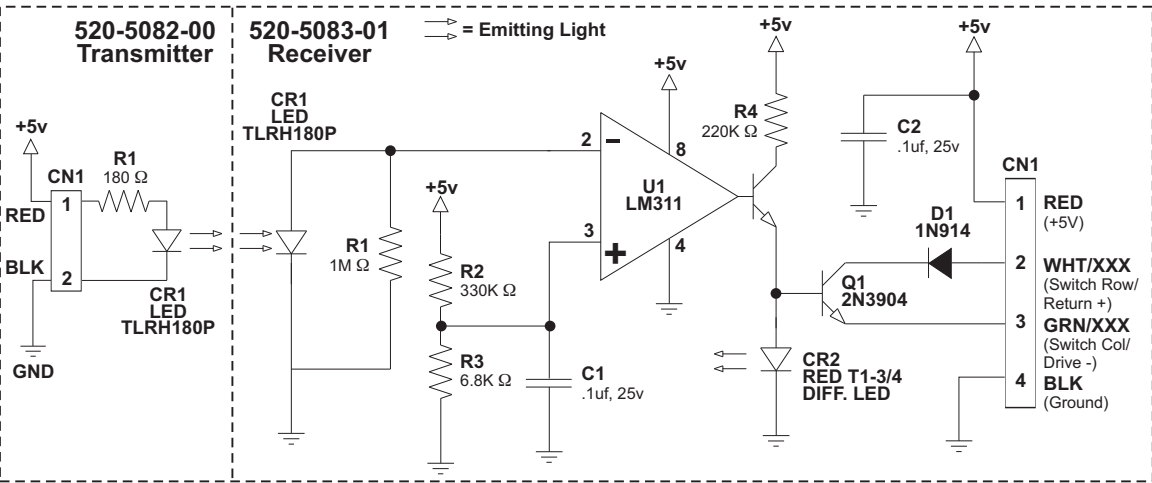 520-5082-00
Transmitter
+5v
CN1
R1
180 Ω
1
RED
BLK
2
CR1
LED
TLRH180P
GND
520-5083-01
Receiver
= Emitting Light
CR1
LED
TLRH180P
R1
1M Ω
+5v
R2
330K Ω
R3
6.8K Ω
C1
.1uf, 25v
+5v
2
-
8
U1
LM311
3
+
4
+5v
R4
220K Ω
Q1
2N3904
CR2
RED T1-3/4
DIFF. LED
+5v
C2
.1uf, 25v
D1
1N914
CN1
1
RED
(+5V)
2
WHT/XXX
(Switch Row/
Return +)
3
GRN/XXX
(Switch Col/
Drive -)
4
BLK
(Ground)